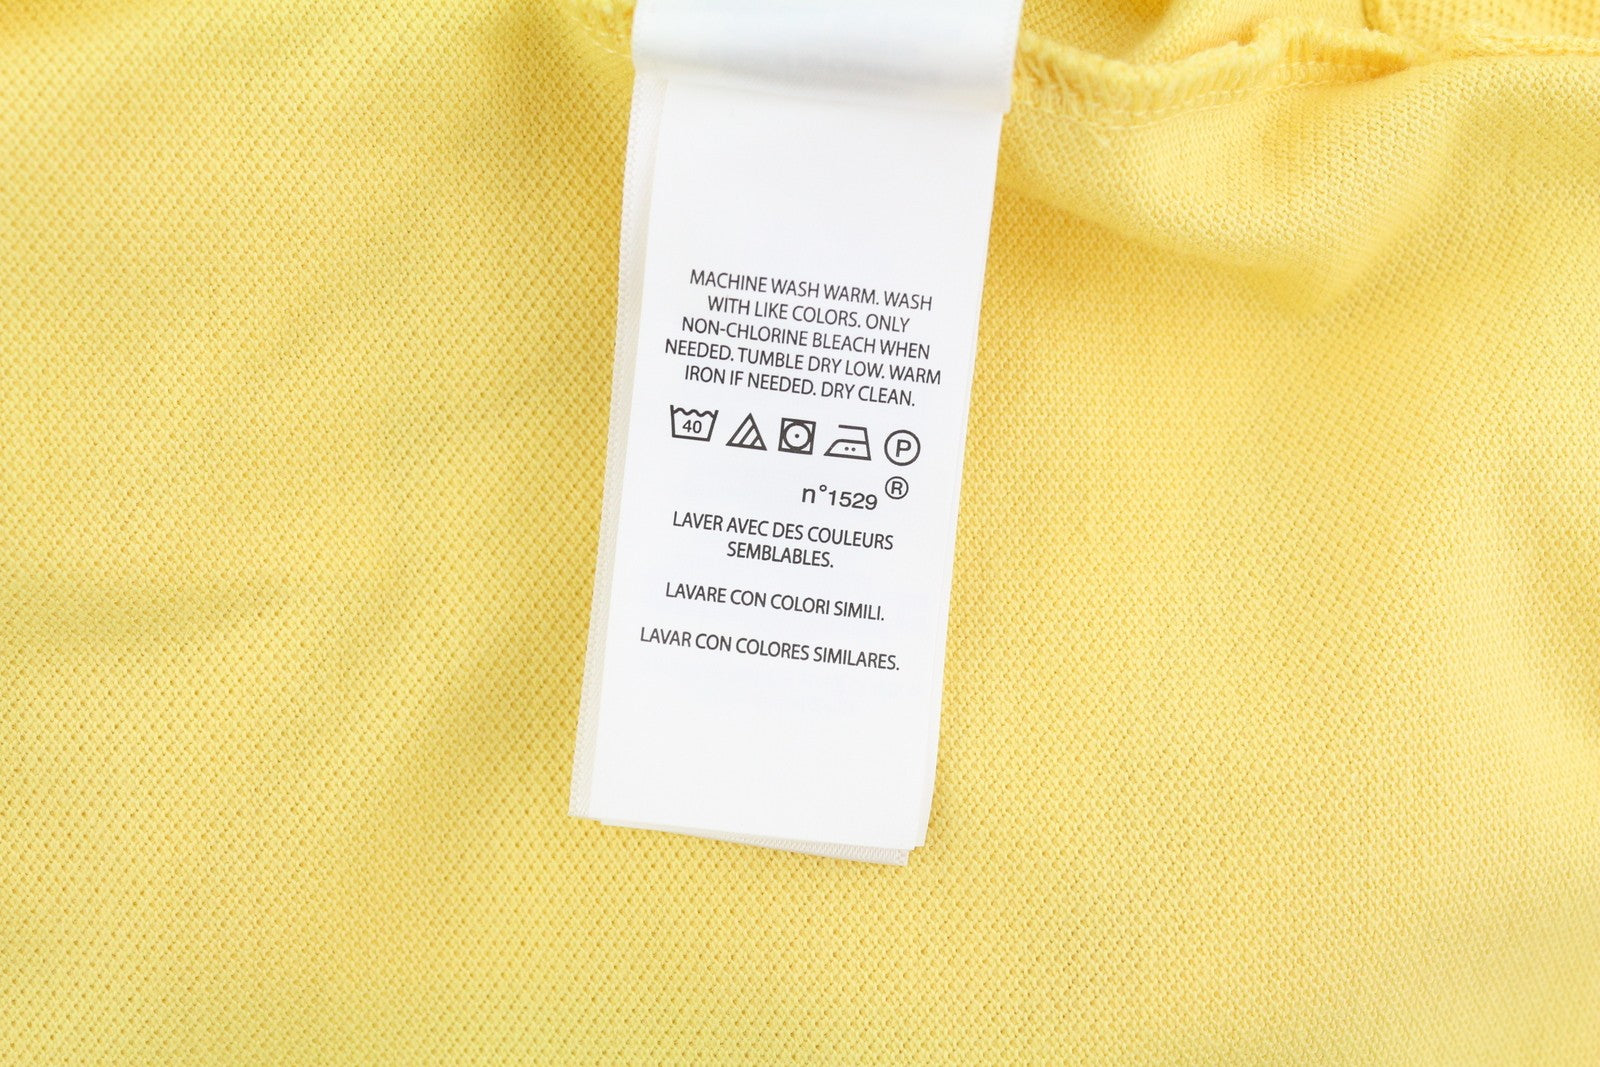 MACHINE WASH WARM. WASH
WITH LIKE COLORS. ONLY
NON-CHLORINE BLEACH WHEN
NEEDED. TUMBLE DRY LOW. WARM
IRON IF NEEDED. DRY CLEAN.
40 P
n°1529 ®
LAVER AVEC DES COULEURS
SEMBLABLES.
LAVARE CON COLORI SIMILI.
LAVAR CON COLORES SIMILARES.